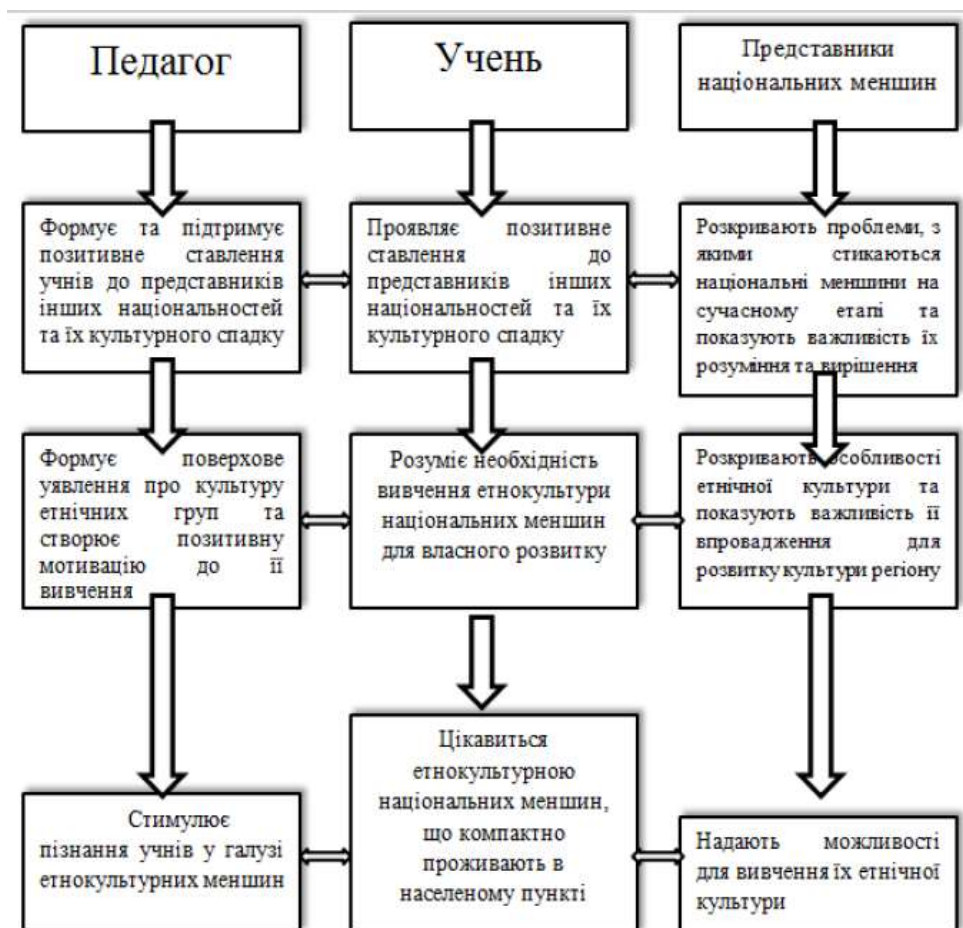 Педагог
Учень
Представники
національних меншин
Формує та підтримує
позитивне ставлення
учнів до представників
інших національностей
та їх культурного спадку
Проявляє позитивне
ставлення до
представників інших
національностей та їх
культурного спадку
Розкривають проблеми, з
якими стикаються
національні меншини на
сучасному етапі та
показують важливість їх
розуміння та вирішення
Формує поверхове
уявлення про культуру
етнічних груп та
створює позитивну
мотивацію до її
вивчення
Розуміє необхідність
вивчення етнокультури
національних меншин
для власного розвитку
Розкривають особливості
етнічної культури та
показують важливість її
впровадження для
розвитку культури регіону
Стимулює
пізнання учнів у галузі
етнокультурних меншин
Цікавиться
етнокультурною
національних меншин,
що компактно
проживають в
населеному пункті
Надають можливості
для вивчення їх етнічної
культури